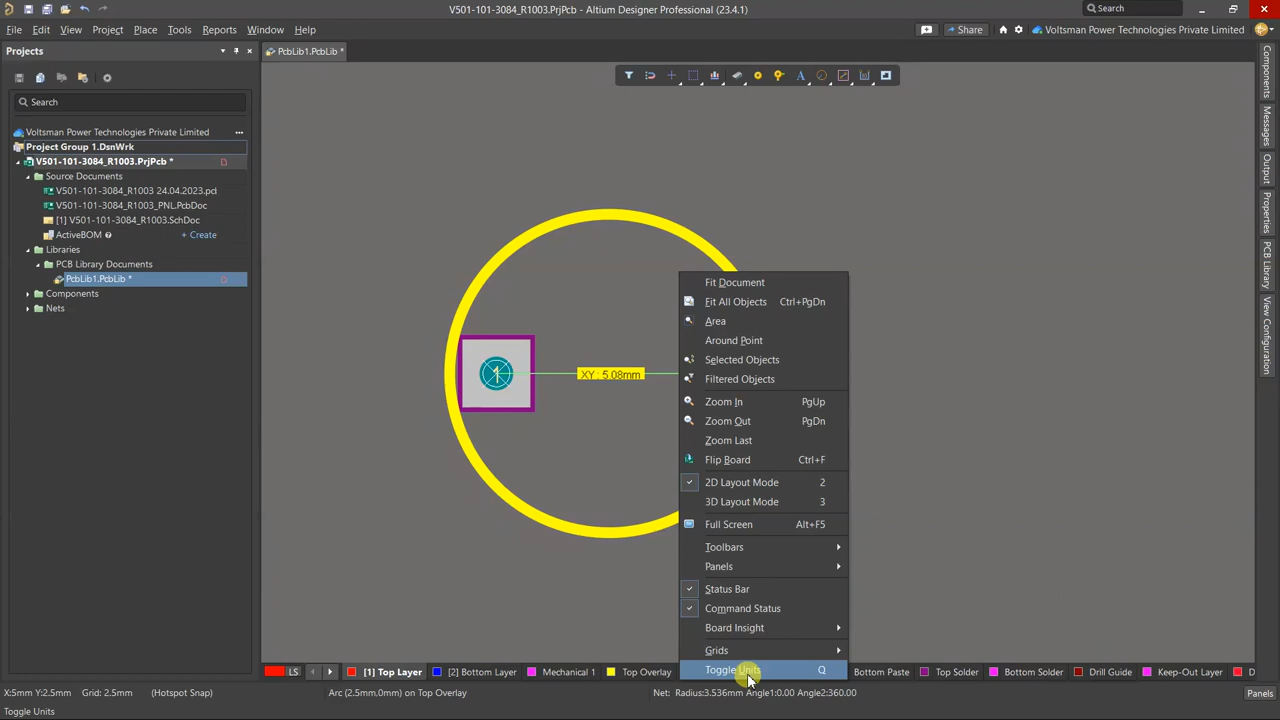 V501-101-3084_R1003.PrjPcb - Altium Designer Professional (23.4.1)
Search
File Edit View Project Place Tools Reports Window Help
Share
Voltsman Power Technologies Private Limited
Projects
PcbLib1.PcbLib *
Search
Voltsman Power Technologies Private Limited
Project Group 1.DsnWrk
V501-101-3084_R1003.PrjPcb *
Source Documents
V501-101-3084_R1003 24.04.2023.pcl
V501-101-3084_R1003_PNL.PcbDoc
[1] V501-101-3084_R1003.SchDoc
ActiveBOM
+ Create
Libraries
PCB Library Documents
PcbLib1.PcbLib *
Components
Nets
1
XY : 5.08mm
Fit Document
Fit All Objects Ctrl+PgDn
Area
Around Point
Selected Objects
Filtered Objects
Zoom In PgUp
Zoom Out PgDn
Zoom Last
Flip Board Ctrl+F
2D Layout Mode 2
3D Layout Mode 3
Full Screen Alt+F5
Toolbars
Panels
Status Bar
Command Status
Board Insight
Grids
Toggle Units Q
Components
Messages
Output
Properties
PCB Library
View Configuration
LS
[1] Top Layer
[2] Bottom Layer
Mechanical 1
Top Overlay
Bottom Paste
Top Solder
Bottom Solder
Drill Guide
Keep-Out Layer
D
X:5mm Y:2.5mm Grid: 2.5mm (Hotspot Snap)
Arc (2.5mm,0mm) on Top Overlay
Net: Radius:3.536mm Angle1:0.00 Angle2:360.00
Panels
Toggle Units